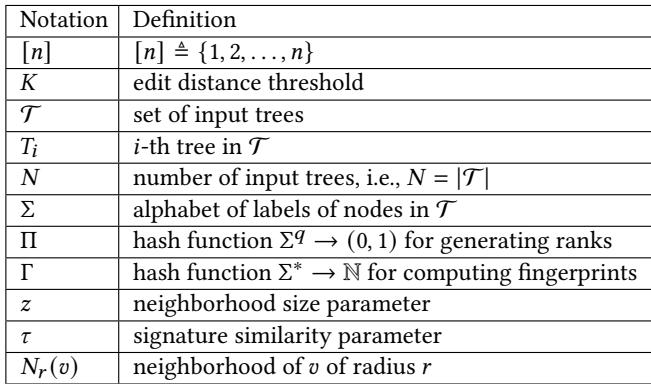 Notation Definition
[n] [n] ≜ {1, 2, . . . , n}
K edit distance threshold
𝒯 set of input trees
Tᵢ i-th tree in 𝒯
N number of input trees, i.e., N = |𝒯|
Σ alphabet of labels of nodes in 𝒯
Π hash function Σ^q → (0, 1) for generating ranks
Γ hash function Σ* → ℕ for computing fingerprints
z neighborhood size parameter
τ signature similarity parameter
Nᵣ(v) neighborhood of v of radius r